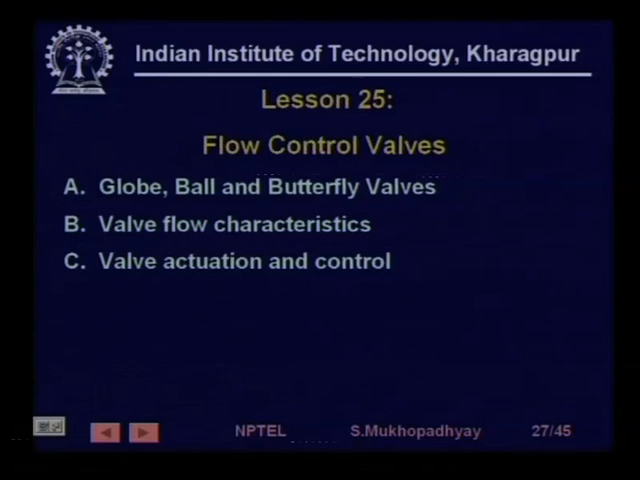 Indian Institute of Technology, Kharagpur
Lesson 25:
Flow Control Valves
A. Globe, Ball and Butterfly Valves
B. Valve flow characteristics
C. Valve actuation and control
NPTEL S.Mukhopadhyay 27/45